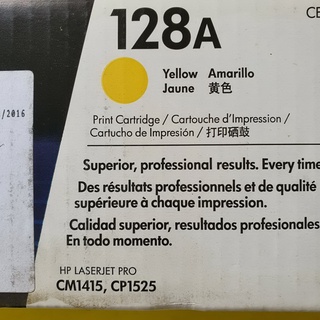 128A
CE
Yellow Amarillo
Jaune 黄色
/2016
Print Cartridge / Cartouche d'Impression /
Cartucho de Impresión / 打印硒鼓
Superior, professional results. Every time
Des résultats professionnels et de qualité
supérieure à chaque impression.
Calidad superior, resultados profesionales
En todo momento.
HP LASERJET PRO
CM1415, CP1525